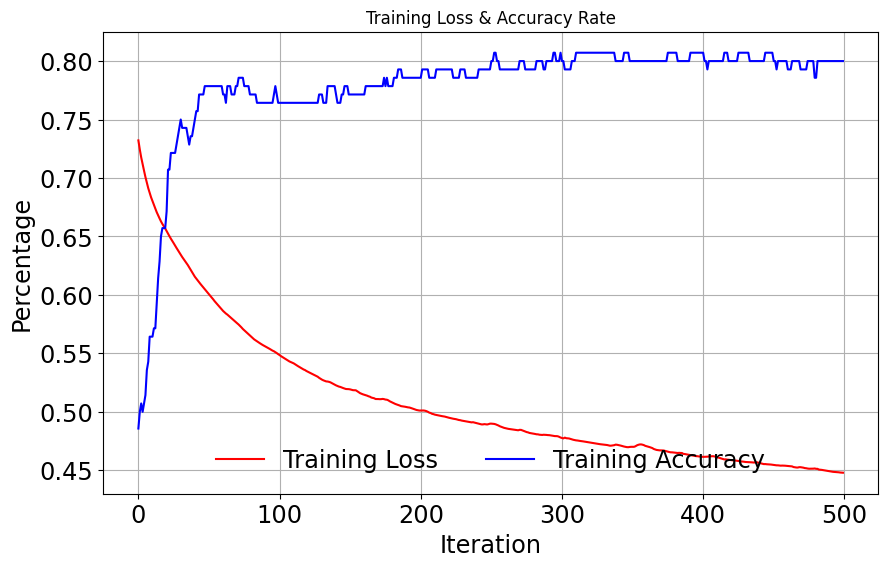 Training Loss & Accuracy Rate
0.80
0.75
0.70
0.65
0.60
0.55
0.50
0.45
Percentage
Training Loss Training Accuracy
0 100 200 300 400 500
Iteration